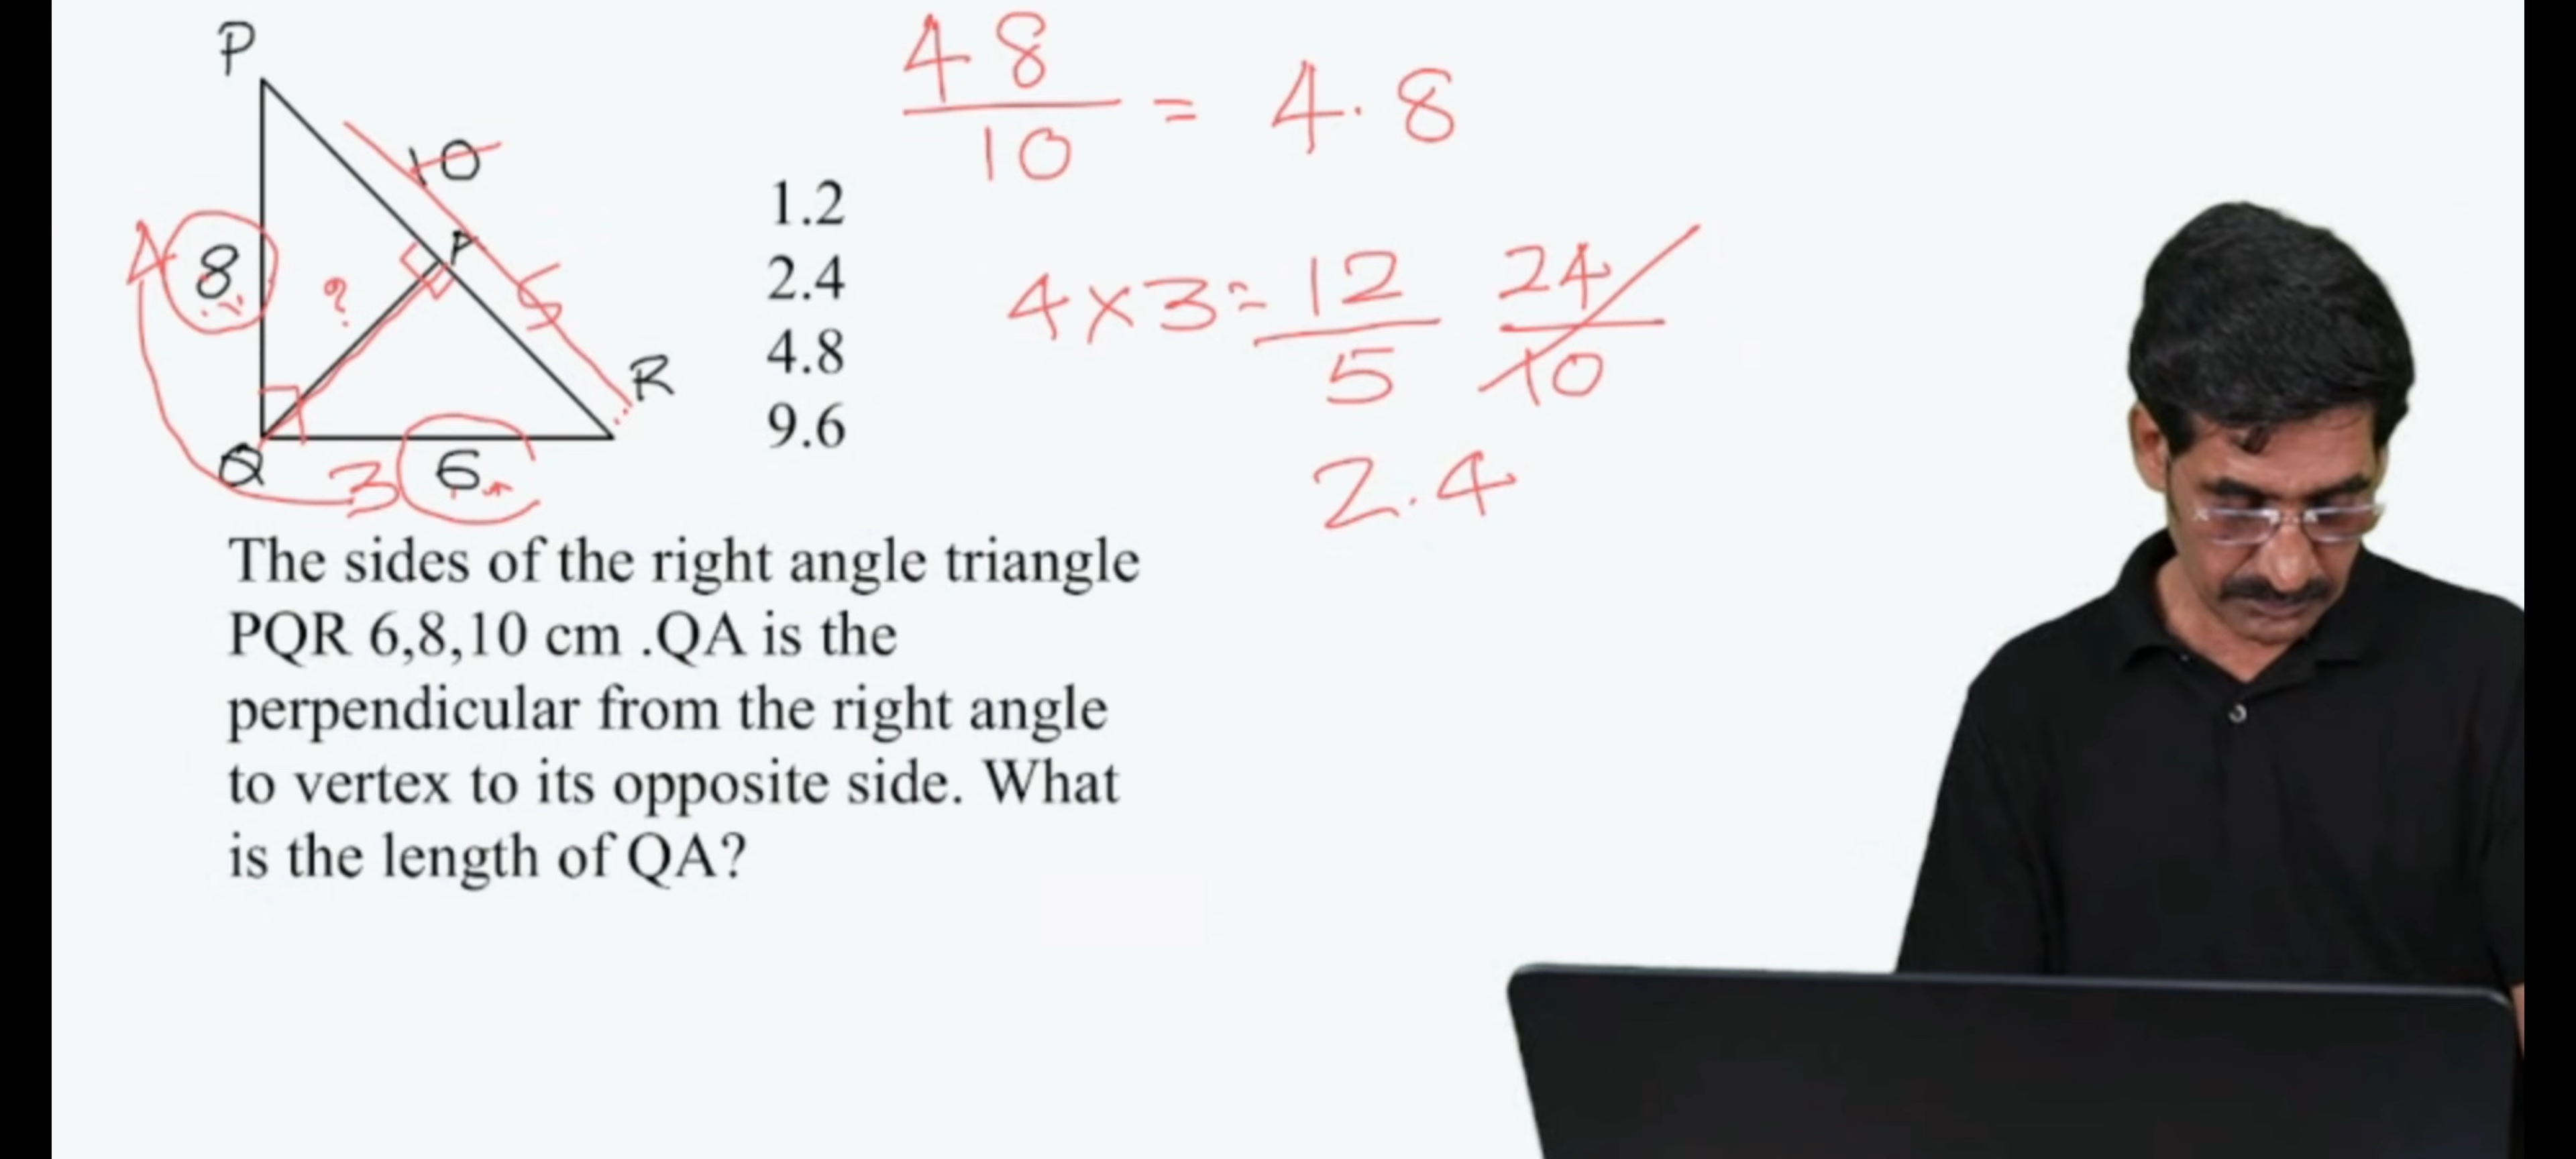 P
48
10
= 4.8
10
P
4
8
?
5
R
Q
3
6
1.2
2.4
4.8
9.6
4×3=
12
5
24
10
2.4
The sides of the right angle triangle
PQR 6,8,10 cm .QA is the
perpendicular from the right angle
to vertex to its opposite side. What
is the length of QA?